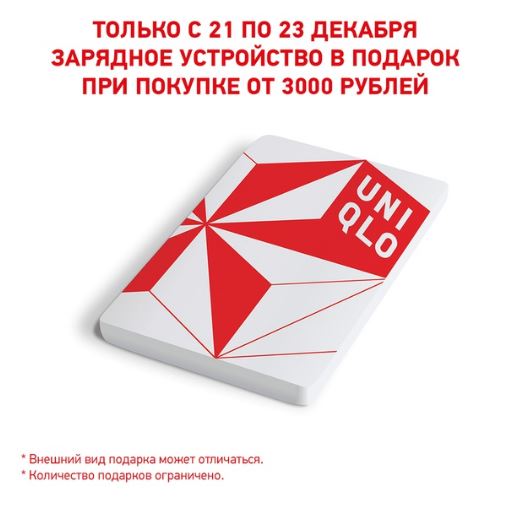 ТОЛЬКО С 21 ПО 23 ДЕКАБРЯ
ЗАРЯДНОЕ УСТРОЙСТВО В ПОДАРОК
ПРИ ПОКУПКЕ ОТ 3000 РУБЛЕЙ
UNI
QLO
* Внешний вид подарка может отличаться.
* Количество подарков ограничено.